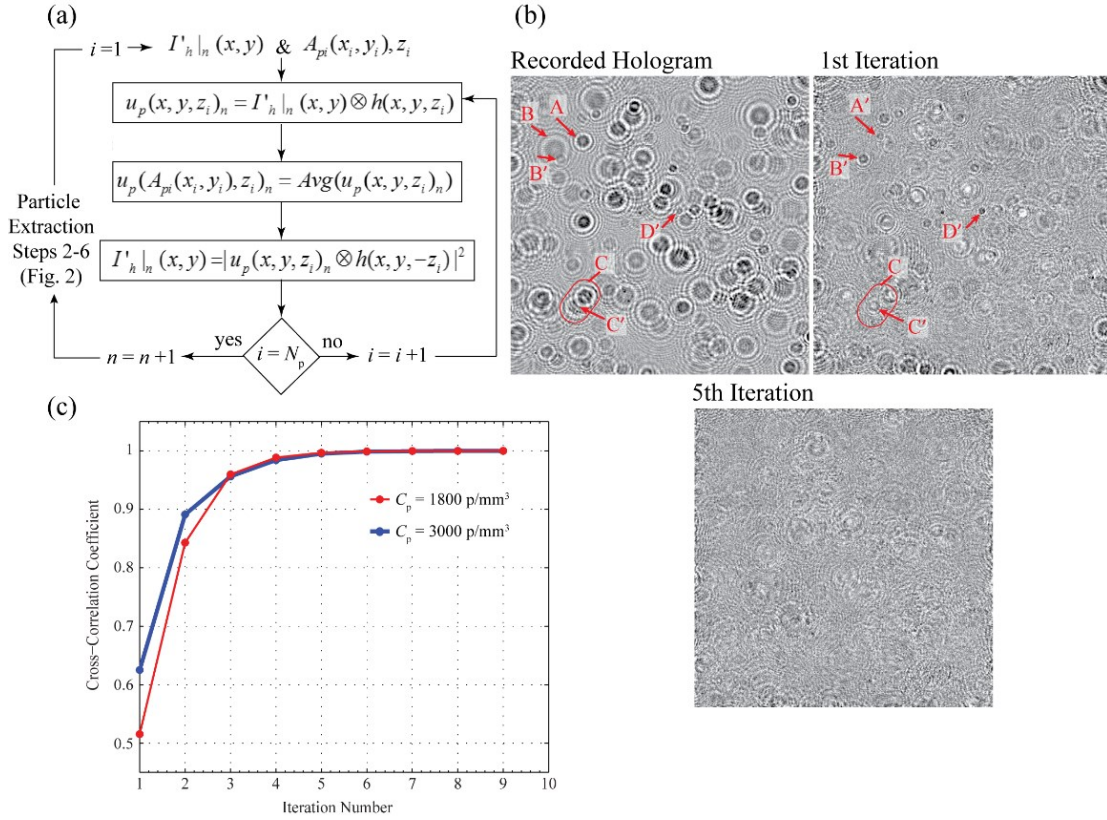 (a)
i=1 → I'_h|_n (x, y) & A_pi(x_i, y_i), z_i
u_p(x, y, z_i)_n = I'_h|_n (x, y) ⊗ h(x, y, z_i)
u_p(A_pi(x_i, y_i), z_i)_n = Avg(u_p(x, y, z_i)_n)
I'_h|_n (x, y) = | u_p(x, y, z_i)_n ⊗ h(x, y, −z_i) |²
Particle
Extraction
Steps 2-6
(Fig. 2)
n = n+1
yes
i = N_p
no
i = i+1
(b)
Recorded Hologram
B
A
B'
D'
C
C'
1st Iteration
A'
B'
D'
C
C'
5th Iteration
(c)
Cross−Correlation Coefficient
1
0.9
0.8
0.7
0.6
0.5
C_p = 1800 p/mm³
C_p = 3000 p/mm³
1 2 3 4 5 6 7 8 9 10
Iteration Number